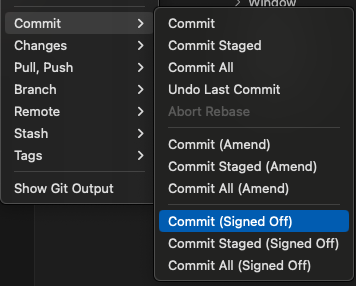 Window
Commit
Changes
Pull, Push
Branch
Remote
Stash
Tags
Show Git Output
Commit
Commit Staged
Commit All
Undo Last Commit
Abort Rebase
Commit (Amend)
Commit Staged (Amend)
Commit All (Amend)
Commit (Signed Off)
Commit Staged (Signed Off)
Commit All (Signed Off)